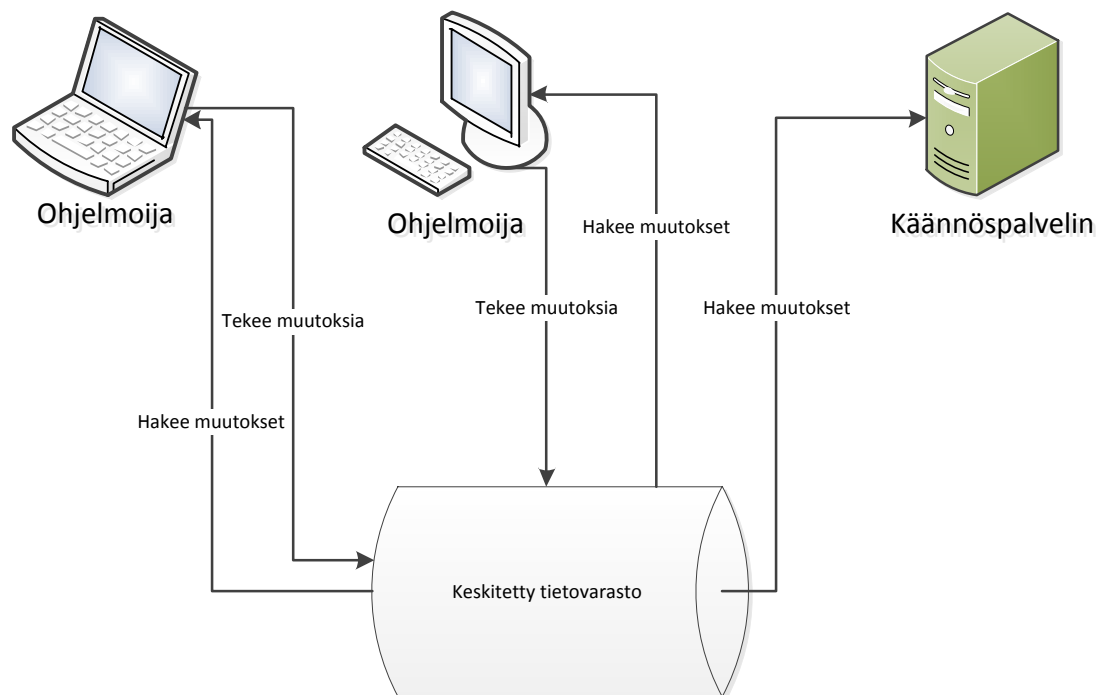 Ohjelmoija
Ohjelmoija
Käännöspalvelin
Hakee muutokset
Tekee muutoksia
Tekee muutoksia
Hakee muutokset
Hakee muutokset
Keskitetty tietovarasto